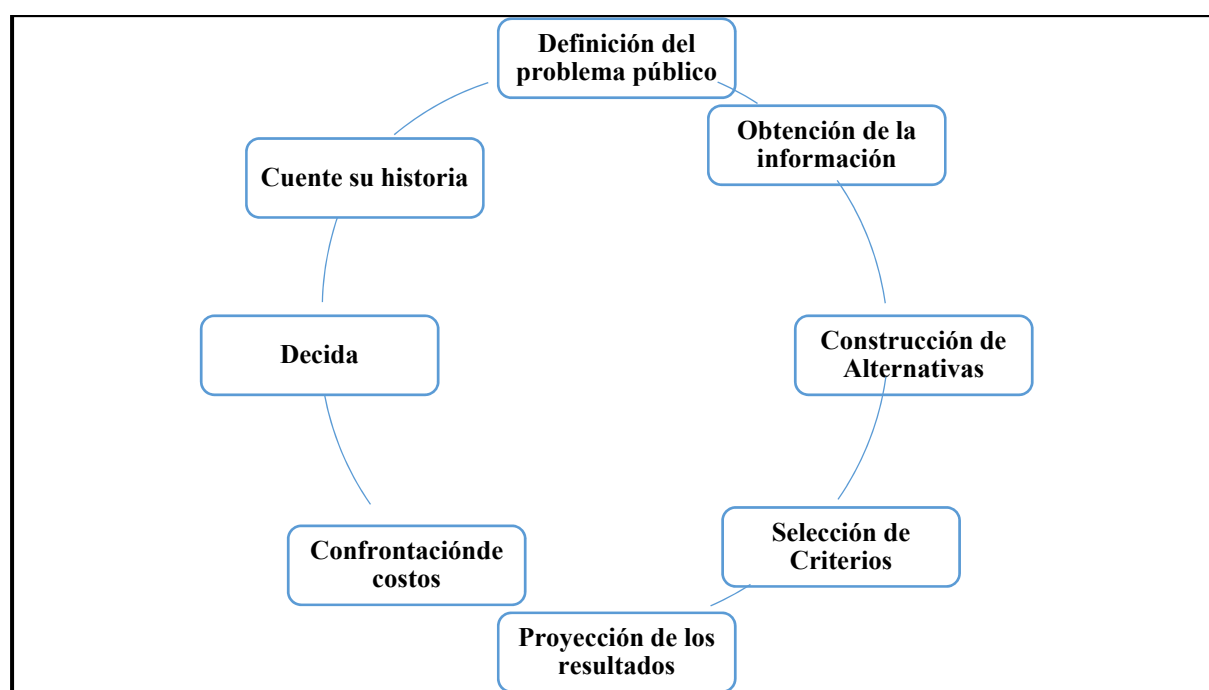 Definición del
problema público
Obtención de la
información
Construcción de
Alternativas
Selección de
Criterios
Proyección de los
resultados
Confrontaciónde
costos
Decida
Cuente su historia